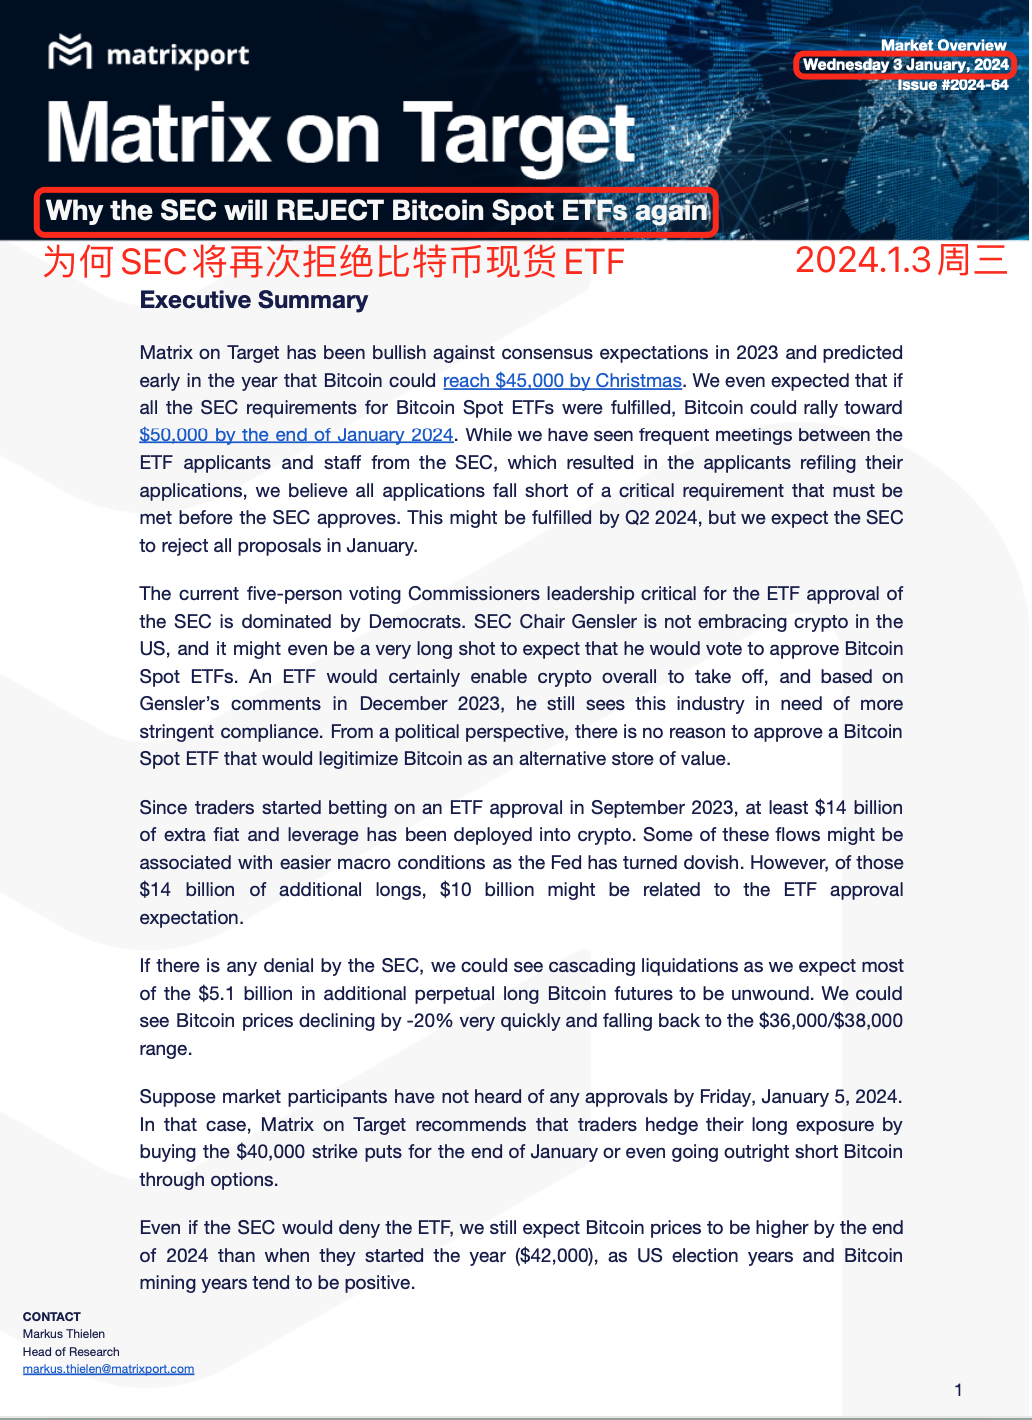 matrixport
Market Overview
Wednesday 3 January, 2024
Issue #2024-64
Matrix on Target
Why the SEC will REJECT Bitcoin Spot ETFs again
为何SEC将再次拒绝比特币现货ETF
2024.1.3周三
Executive Summary
Matrix on Target has been bullish against consensus expectations in 2023 and predicted
early in the year that Bitcoin could reach $45,000 by Christmas. We even expected that if
all the SEC requirements for Bitcoin Spot ETFs were fulfilled, Bitcoin could rally toward
$50,000 by the end of January 2024. While we have seen frequent meetings between the
ETF applicants and staff from the SEC, which resulted in the applicants refiling their
applications, we believe all applications fall short of a critical requirement that must be
met before the SEC approves. This might be fulfilled by Q2 2024, but we expect the SEC
to reject all proposals in January.
The current five-person voting Commissioners leadership critical for the ETF approval of
the SEC is dominated by Democrats. SEC Chair Gensler is not embracing crypto in the
US, and it might even be a very long shot to expect that he would vote to approve Bitcoin
Spot ETFs. An ETF would certainly enable crypto overall to take off, and based on
Gensler's comments in December 2023, he still sees this industry in need of more
stringent compliance. From a political perspective, there is no reason to approve a Bitcoin
Spot ETF that would legitimize Bitcoin as an alternative store of value.
Since traders started betting on an ETF approval in September 2023, at least $14 billion
of extra fiat and leverage has been deployed into crypto. Some of these flows might be
associated with easier macro conditions as the Fed has turned dovish. However, of those
$14 billion of additional longs, $10 billion might be related to the ETF approval
expectation.
If there is any denial by the SEC, we could see cascading liquidations as we expect most
of the $5.1 billion in additional perpetual long Bitcoin futures to be unwound. We could
see Bitcoin prices declining by -20% very quickly and falling back to the $36,000/$38,000
range.
Suppose market participants have not heard of any approvals by Friday, January 5, 2024.
In that case, Matrix on Target recommends that traders hedge their long exposure by
buying the $40,000 strike puts for the end of January or even going outright short Bitcoin
through options.
Even if the SEC would deny the ETF, we still expect Bitcoin prices to be higher by the end
of 2024 than when they started the year ($42,000), as US election years and Bitcoin
mining years tend to be positive.
CONTACT
Markus Thielen
Head of Research
markus.thielen@matrixport.com
1